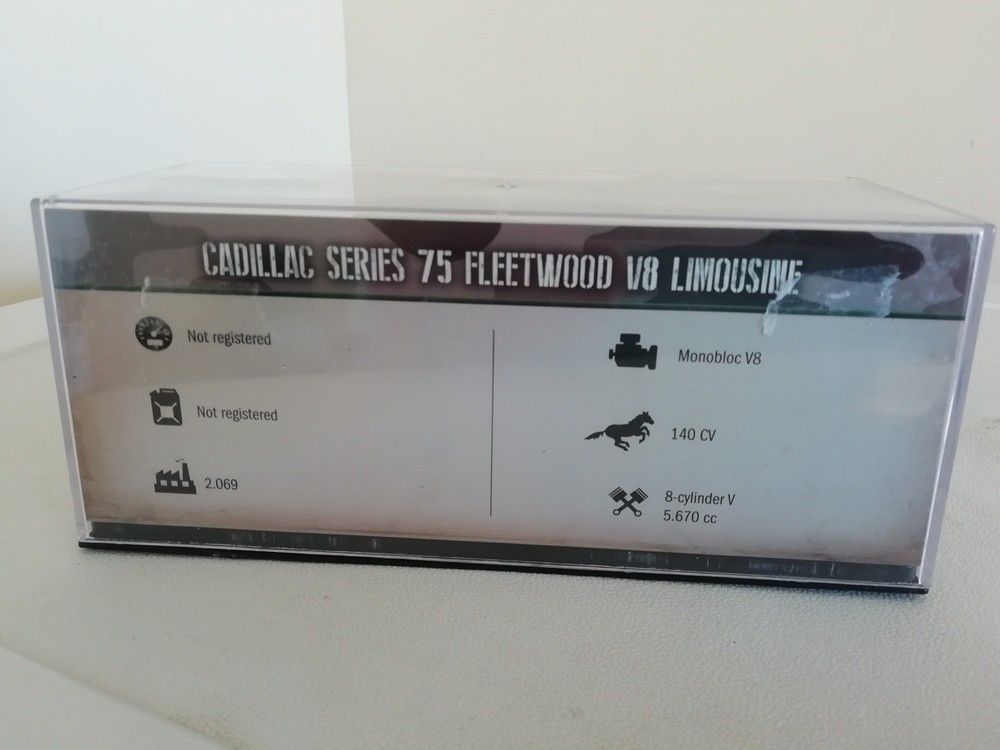 CADILLAC SERIES 75 FLEETWOOD V8 LIMOUSINE
Not registered
Not registered
2.069
Monobloc V8
140 CV
8-cylinder V
5.670 cc